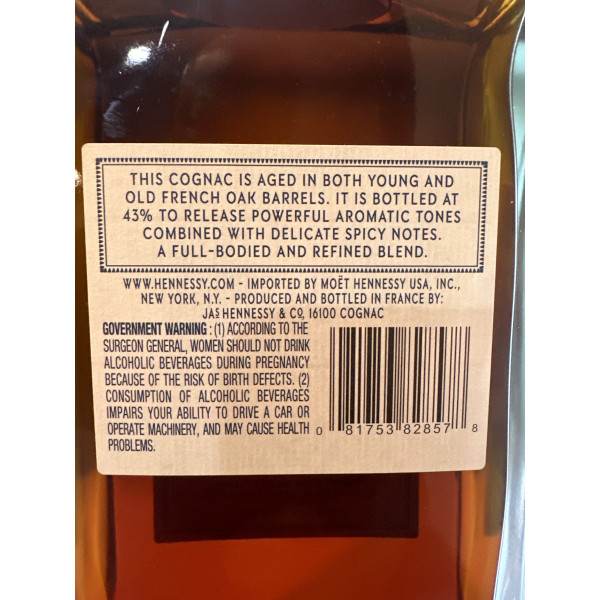 THIS COGNAC IS AGED IN BOTH YOUNG AND
OLD FRENCH OAK BARRELS. IT IS BOTTLED AT
43% TO RELEASE POWERFUL AROMATIC TONES
COMBINED WITH DELICATE SPICY NOTES.
A FULL-BODIED AND REFINED BLEND.
WWW.HENNESSY.COM - IMPORTED BY MOËT HENNESSY USA, INC.,
NEW YORK, N.Y. - PRODUCED AND BOTTLED IN FRANCE BY:
JAS HENNESSY & CO, 16100 COGNAC
GOVERNMENT WARNING : (1) ACCORDING TO THE
SURGEON GENERAL, WOMEN SHOULD NOT DRINK
ALCOHOLIC BEVERAGES DURING PREGNANCY
BECAUSE OF THE RISK OF BIRTH DEFECTS. (2)
CONSUMPTION OF ALCOHOLIC BEVERAGES
IMPAIRS YOUR ABILITY TO DRIVE A CAR OR
OPERATE MACHINERY, AND MAY CAUSE HEALTH
PROBLEMS.
0 81753 82857 8